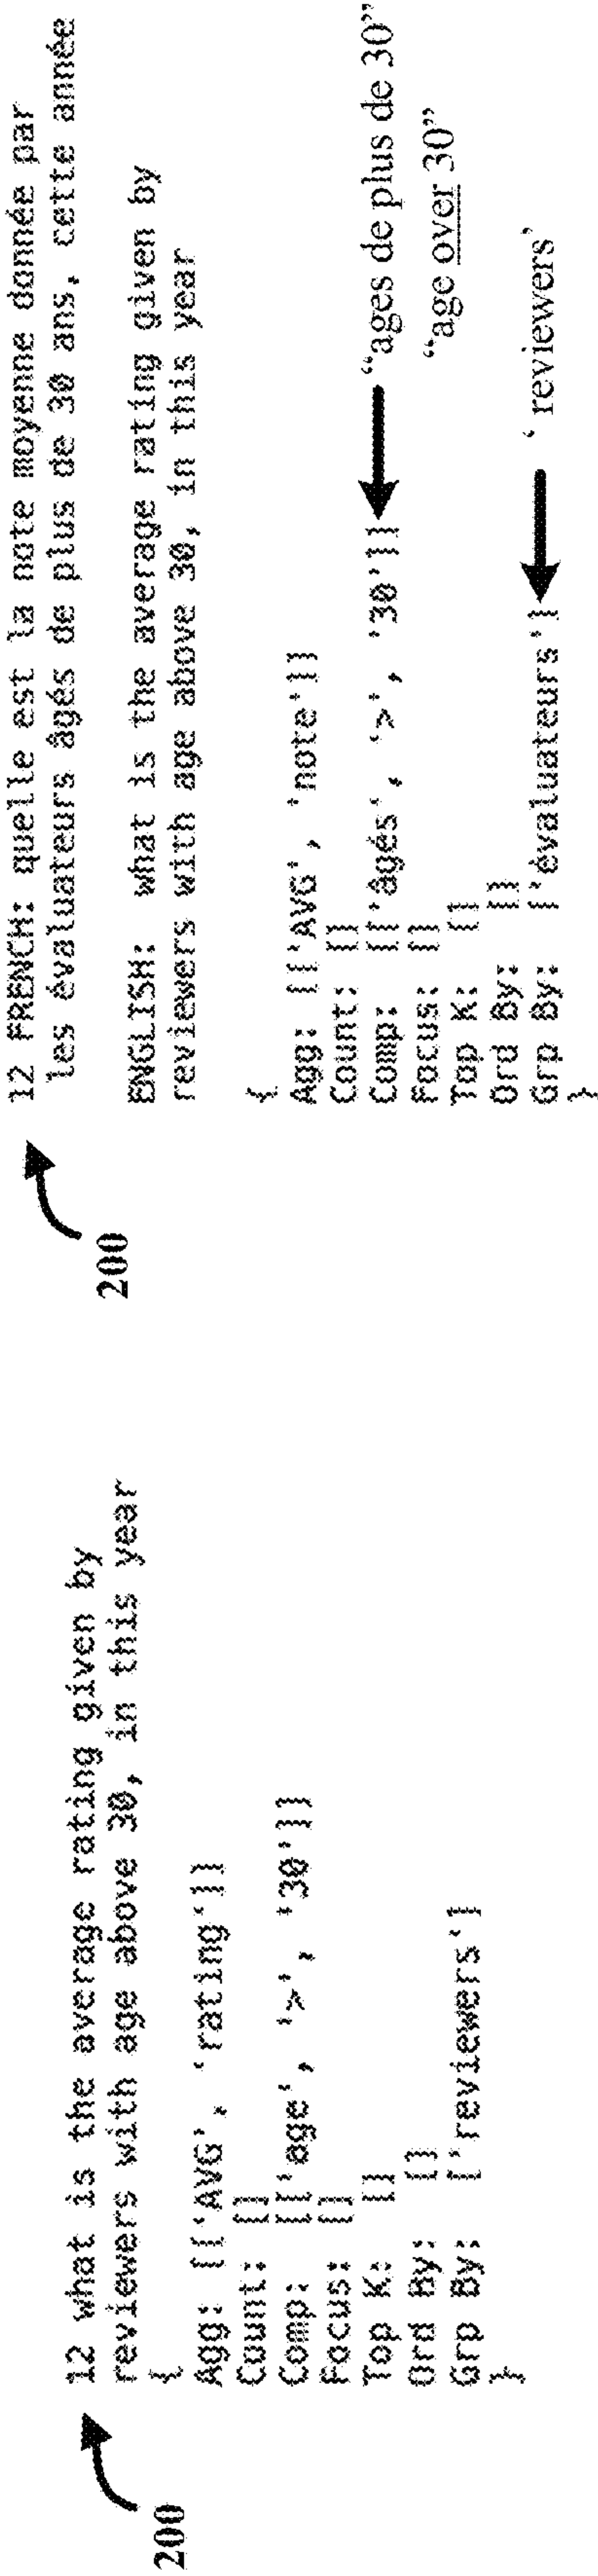 200
12 what is the average rating given by
reviewers with age above 30, in this year
{
Agg: [['AVG', 'rating']]
Count: []
Comp: [['age', '>', '30']]
Focus: []
Top K: []
Ord By: []
Grp By: ['reviewers']
}
200
12 FRENCH: quelle est la note moyenne donnée par
les évaluateurs âgés de plus de 30 ans, cette année
ENGLISH: what is the average rating given by
reviewers with age above 30, in this year
{
Agg: [['AVG', 'note']]
Count: []
Comp: [['âgés', '>', '30']]
Focus: []
Top K: []
Ord By: []
Grp By: ['évaluateurs']
}
“ages de plus de 30”
“age over 30”
‘ reviewers’